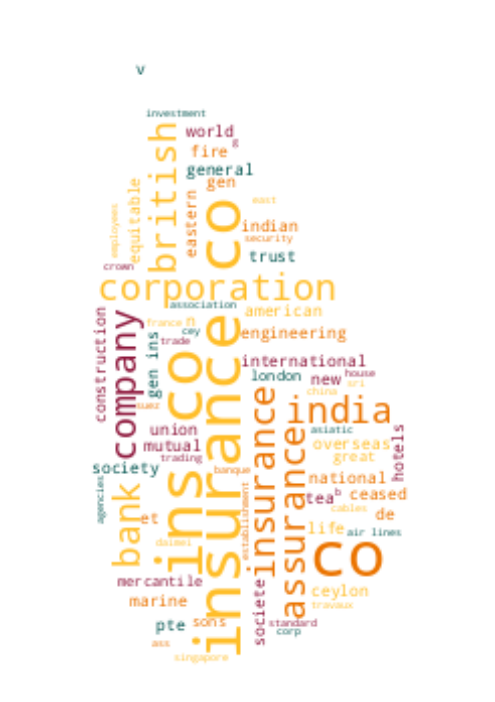 v
investment
british
world
g
fire
general
gen
equitable
employees
eastern
east
insurance co
indian
security
trust
crown
corporation
association
american
construction
company
france
n
cey
trade
gen ins
ins co
engineering
international
london
new
house
sri
china
suez
insurance
india
assurance
asiatic
union
mutual
trading
overseas
great
hotels
society
banque
national
agencies
bank
establishment
tea
b
ceased
cables
de
et
life
air lines
daimei
co
mercantile
ceylon
marine
societe
travaux
pte
sons
standard
corp
ass
singapore